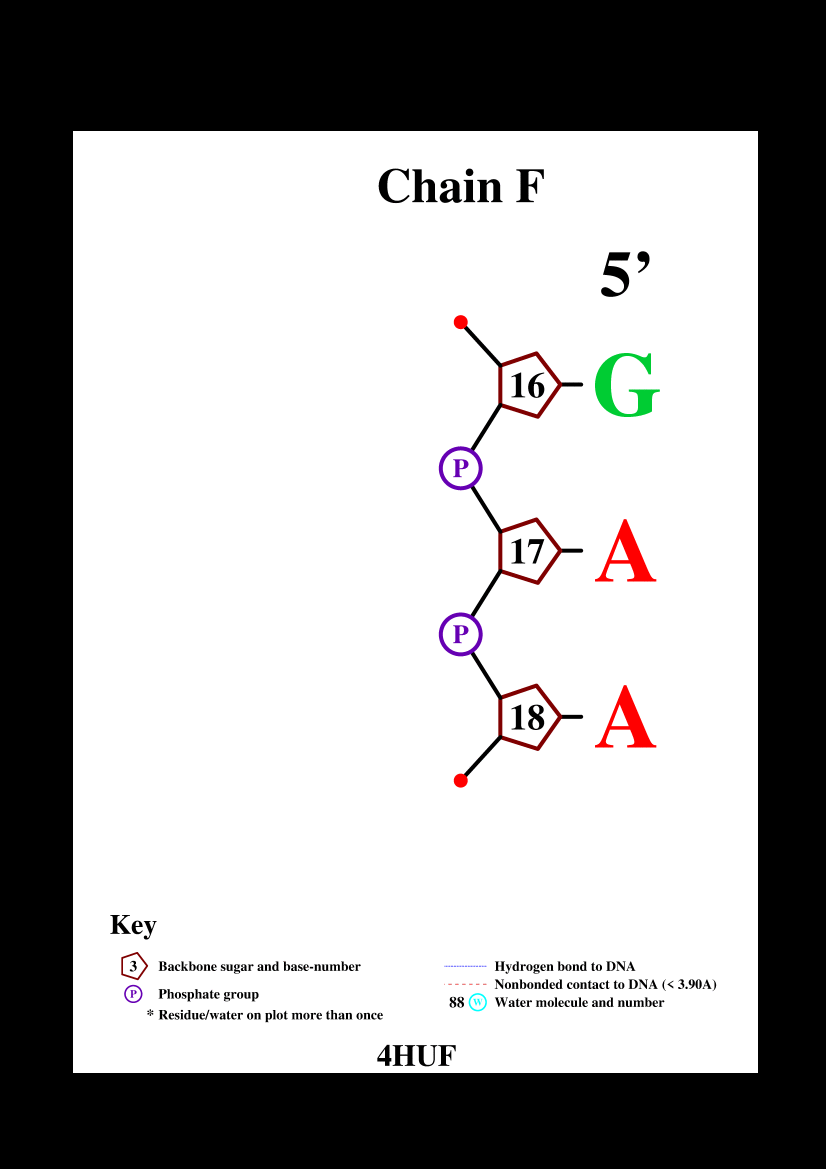 Chain F
5’
16 G
P
17 A
P
18 A
Key
3 Backbone sugar and base-number
P Phosphate group
* Residue/water on plot more than once
Hydrogen bond to DNA
Nonbonded contact to DNA (< 3.90A)
88 W Water molecule and number
4HUF